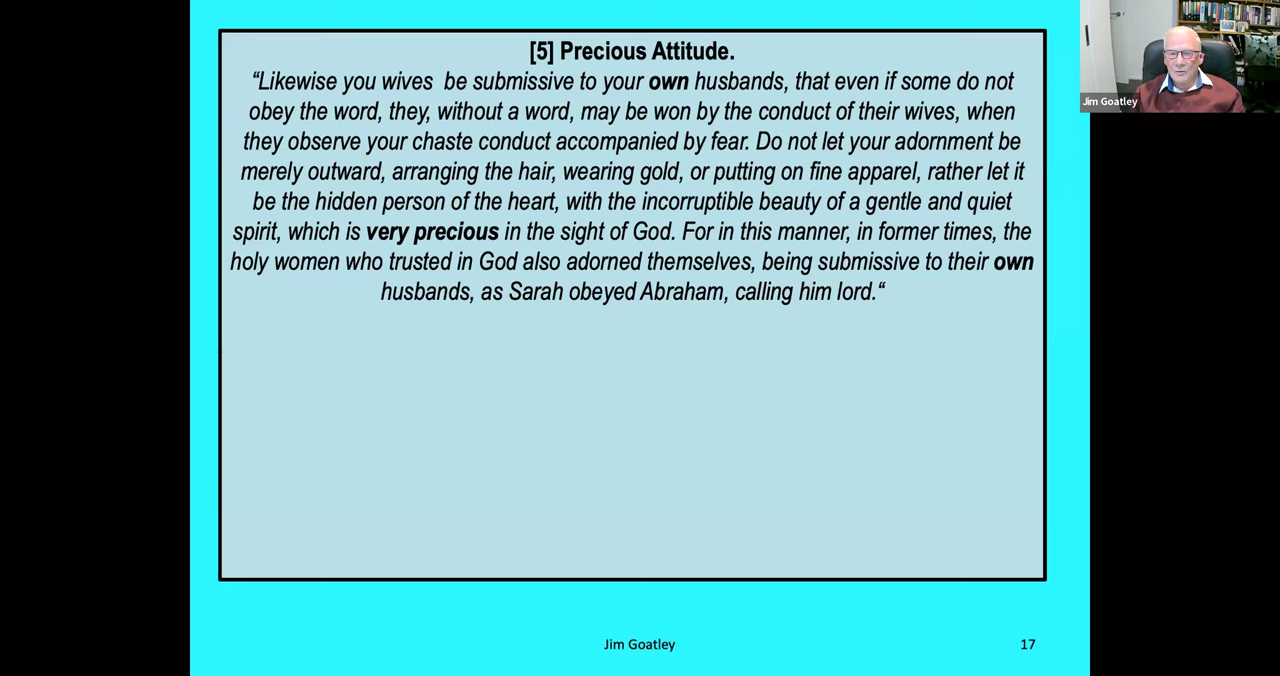 [5] Precious Attitude.
“Likewise you wives  be submissive to your own husbands, that even if some do not
obey the word, they, without a word, may be won by the conduct of their wives, when
they observe your chaste conduct accompanied by fear. Do not let your adornment be
merely outward, arranging the hair, wearing gold, or putting on fine apparel, rather let it
be the hidden person of the heart, with the incorruptible beauty of a gentle and quiet
spirit, which is very precious in the sight of God. For in this manner, in former times, the
holy women who trusted in God also adorned themselves, being submissive to their own
husbands, as Sarah obeyed Abraham, calling him lord.“
Jim Goatley
17
Jim Goatley